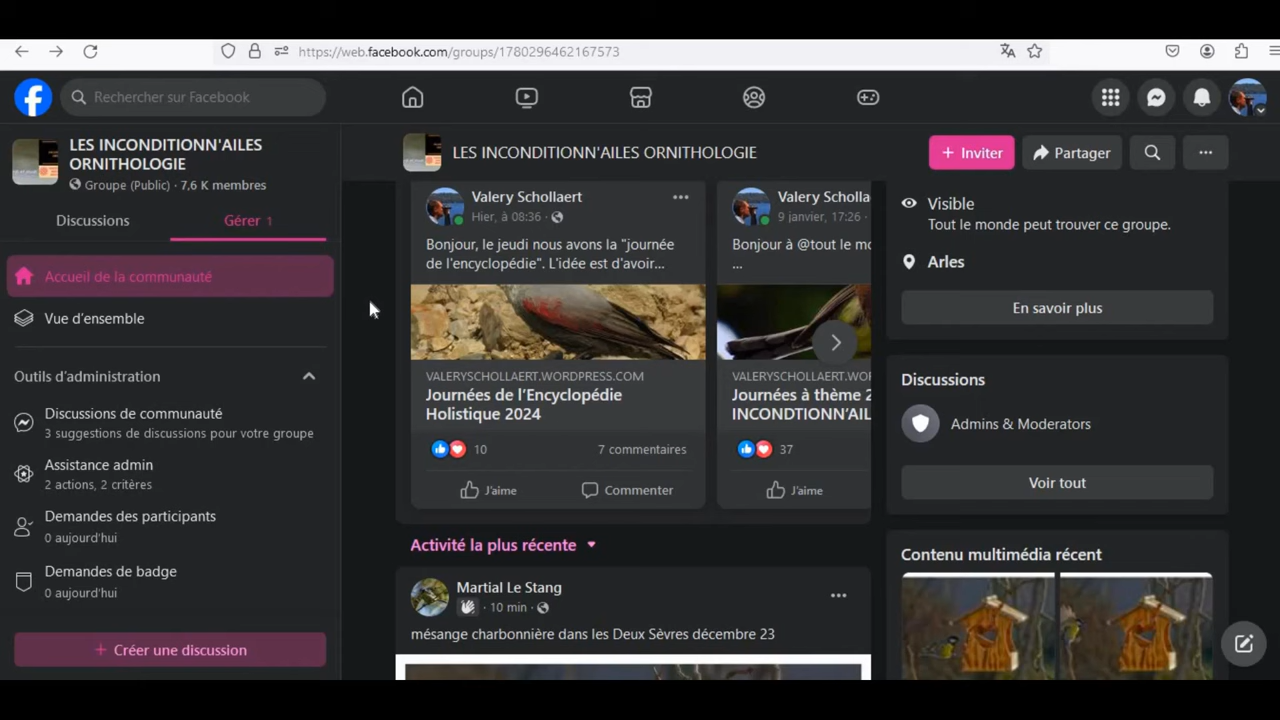 https://web.facebook.com/groups/1780296462167573
Rechercher sur Facebook
LES INCONDITIONN'AILES
ORNITHOLOGIE
Groupe (Public) · 7,6 K membres
Discussions
Gérer 1
Accueil de la communauté
Vue d'ensemble
Outils d'administration
Discussions de communauté
3 suggestions de discussions pour votre groupe
Assistance admin
2 actions, 2 critères
Demandes des participants
0 aujourd'hui
Demandes de badge
0 aujourd'hui
+ Créer une discussion
LES INCONDITIONN'AILES ORNITHOLOGIE
+ Inviter
Partager
Valery Schollaert
Hier, à 08:36 ·
Bonjour, le jeudi nous avons la "journée
de l'encyclopédie". L'idée est d'avoir...
VALERYSCHOLLAERT.WORDPRESS.COM
Journées de l'Encyclopédie
Holistique 2024
10
7 commentaires
J'aime
Commenter
Valery Scholla
9 janvier, 17:26 ·
Bonjour à @tout le mo
...
VALERYSCHOLLAERT.WO
Journées à thème 2
INCONDTIONN'AIL
37
J'aime
Activité la plus récente
Martial Le Stang
· 10 min ·
mésange charbonnière dans les Deux Sèvres décembre 23
Visible
Tout le monde peut trouver ce groupe.
Arles
En savoir plus
Discussions
Admins & Moderators
Voir tout
Contenu multimédia récent